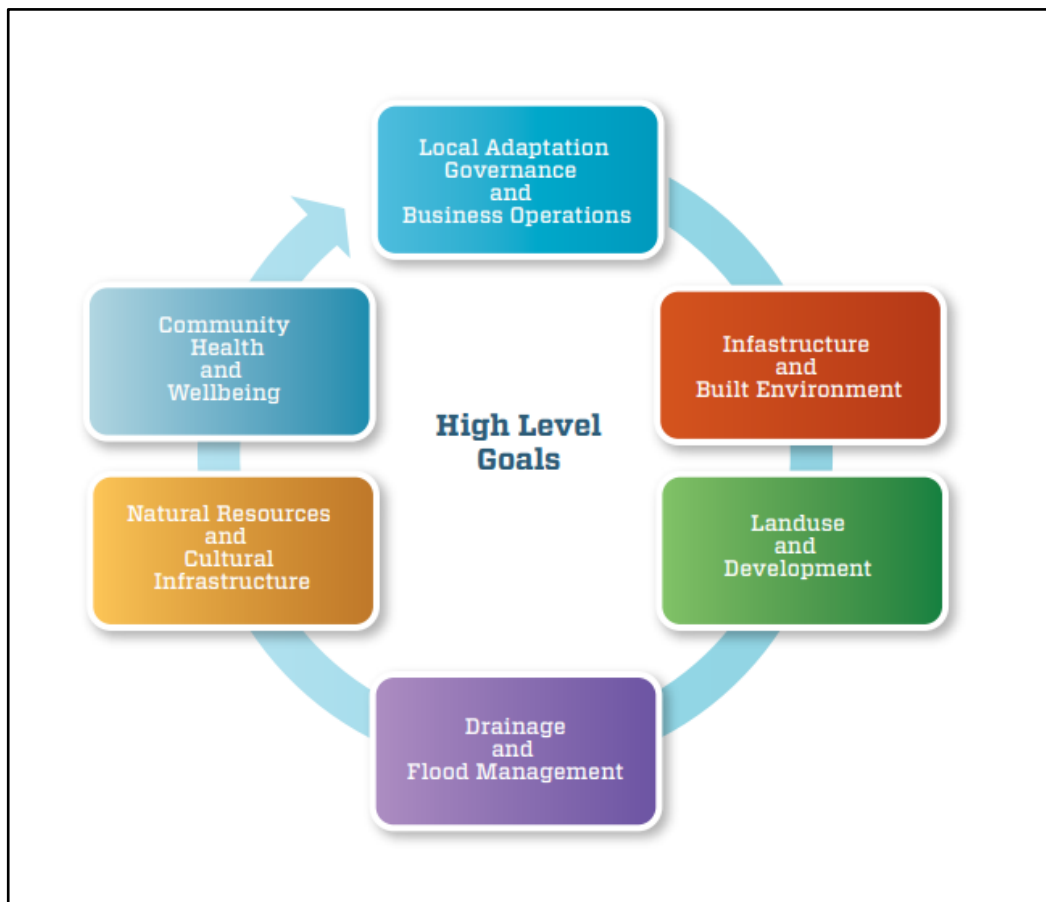 Local Adaptation
Governance
and
Business Operations
Infastructure
and
Built Environment
Landuse
and
Development
Drainage
and
Flood Management
Natural Resources
and
Cultural
Infrastructure
Community
Health
and
Wellbeing
High Level
Goals